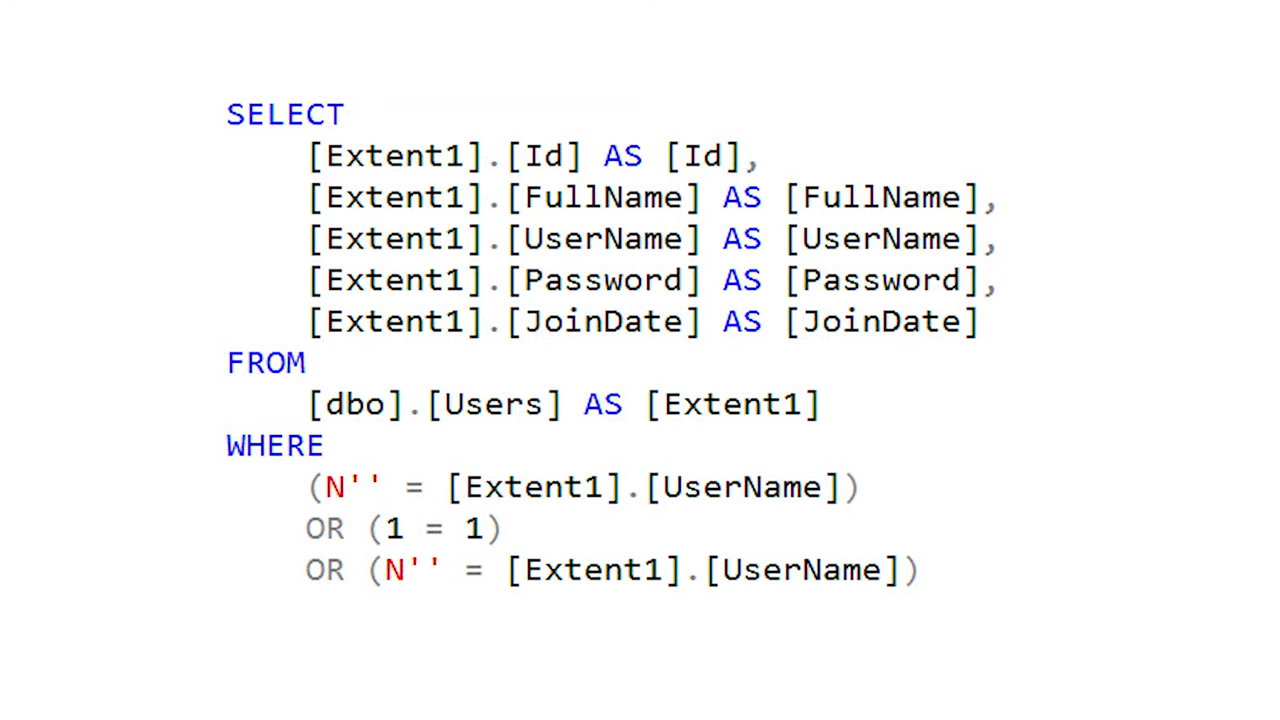 SELECT
[Extent1].[Id] AS [Id],
[Extent1].[FullName] AS [FullName],
[Extent1].[UserName] AS [UserName],
[Extent1].[Password] AS [Password],
[Extent1].[JoinDate] AS [JoinDate]
FROM
[dbo].[Users] AS [Extent1]
WHERE
(N'' = [Extent1].[UserName])
OR (1 = 1)
OR (N'' = [Extent1].[UserName])